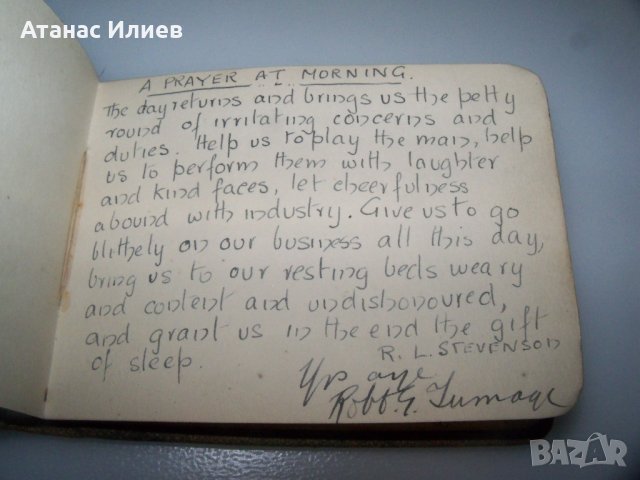 Атанас Илиев
A PRAYER AT MORNING.
The day returns and brings us the petty
round of irritating concerns and
duties. Help us to play the man, help
us to perform them with laughter
and kind faces, let cheerfulness
abound with industry. Give us to go
blithely on our business all this day,
bring us to our resting beds weary
and content and undishonoured,
and grant us in the end the gift
of sleep.
R. L. STEVENSON
Yrs aye
Robt. G. Turnage
BAZAR